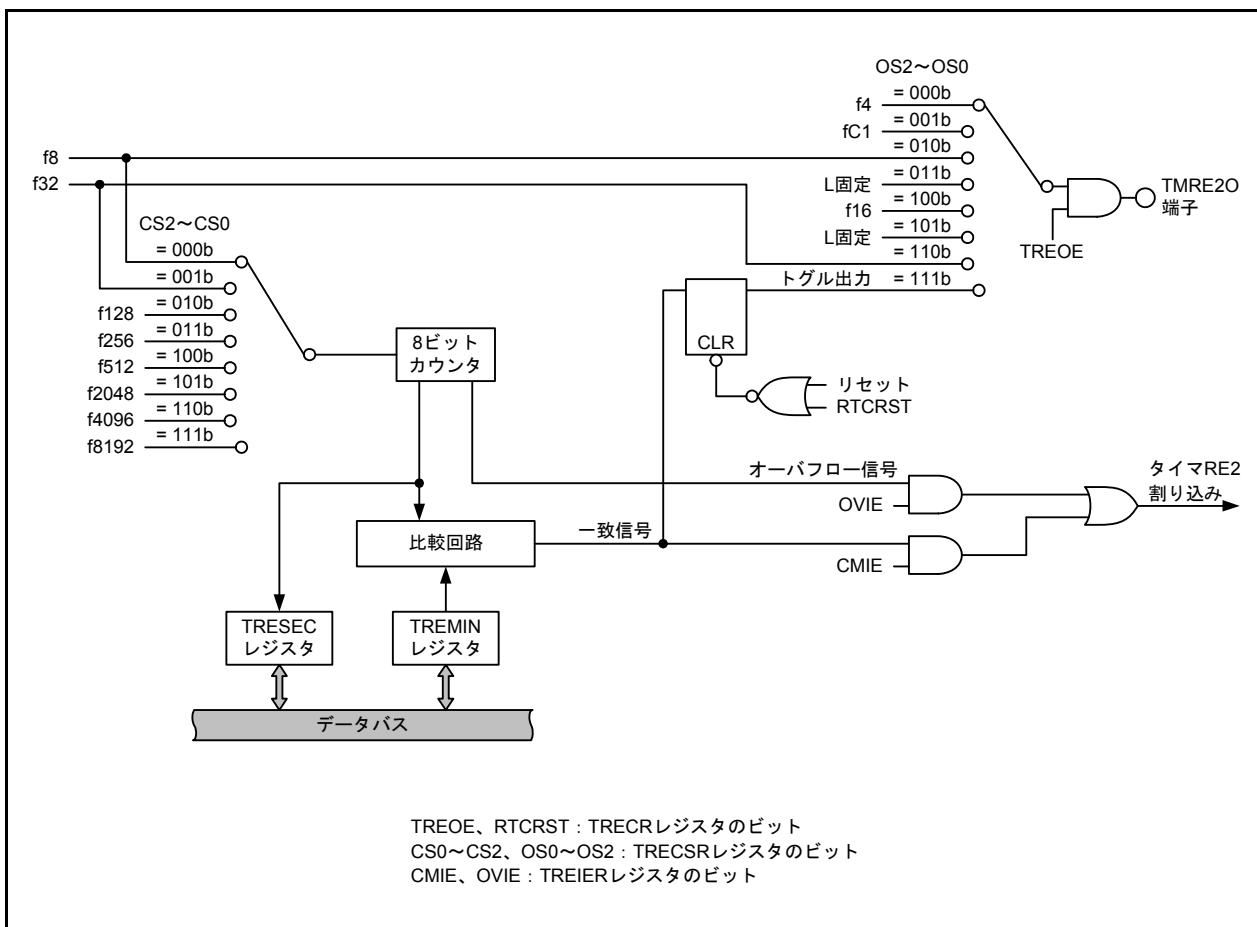 OS2～OS0
= 000b
f4
= 001b
fC1
= 010b
f8
= 011b
f32
L固定
TMRE2O
端子
= 100b
f16
CS2～CS0
= 101b
L固定
TREOE
= 000b
= 110b
= 001b
トグル出力
= 111b
= 010b
f128
= 011b
f256
8ビット
カウンタ
CLR
= 100b
f512
リセット
= 101b
f2048
RTCRST
= 110b
f4096
= 111b
f8192
オーバフロー信号
タイマRE2
割り込み
OVIE
一致信号
比較回路
CMIE
TRESEC
レジスタ
TREMIN
レジスタ
データバス
TREOE、RTCRST：TRECRレジスタのビット
CS0～CS2、OS0～OS2：TRECSRレジスタのビット
CMIE、OVIE：TREIERレジスタのビット